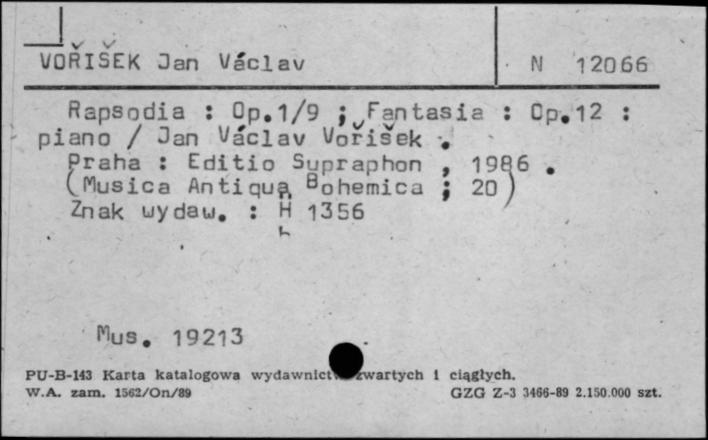 VOŘIŠEK Jan Václav N 12066
Rapsodia : Op.1/9 ; Fantasia : Op.12 :
piano / Jan Václav Voříšek .
Praha : Editio Supraphon , 1986 .
(Musica Antiqua Bohemica ; 20)
Znak wydaw. : H 1356
Mus. 19213
PU-B-143 Karta katalogowa wydawnictw zwartych i ciągłych.
W.A. zam. 1562/On/89 GZG Z-3 3466-89 2.150.000 szt.